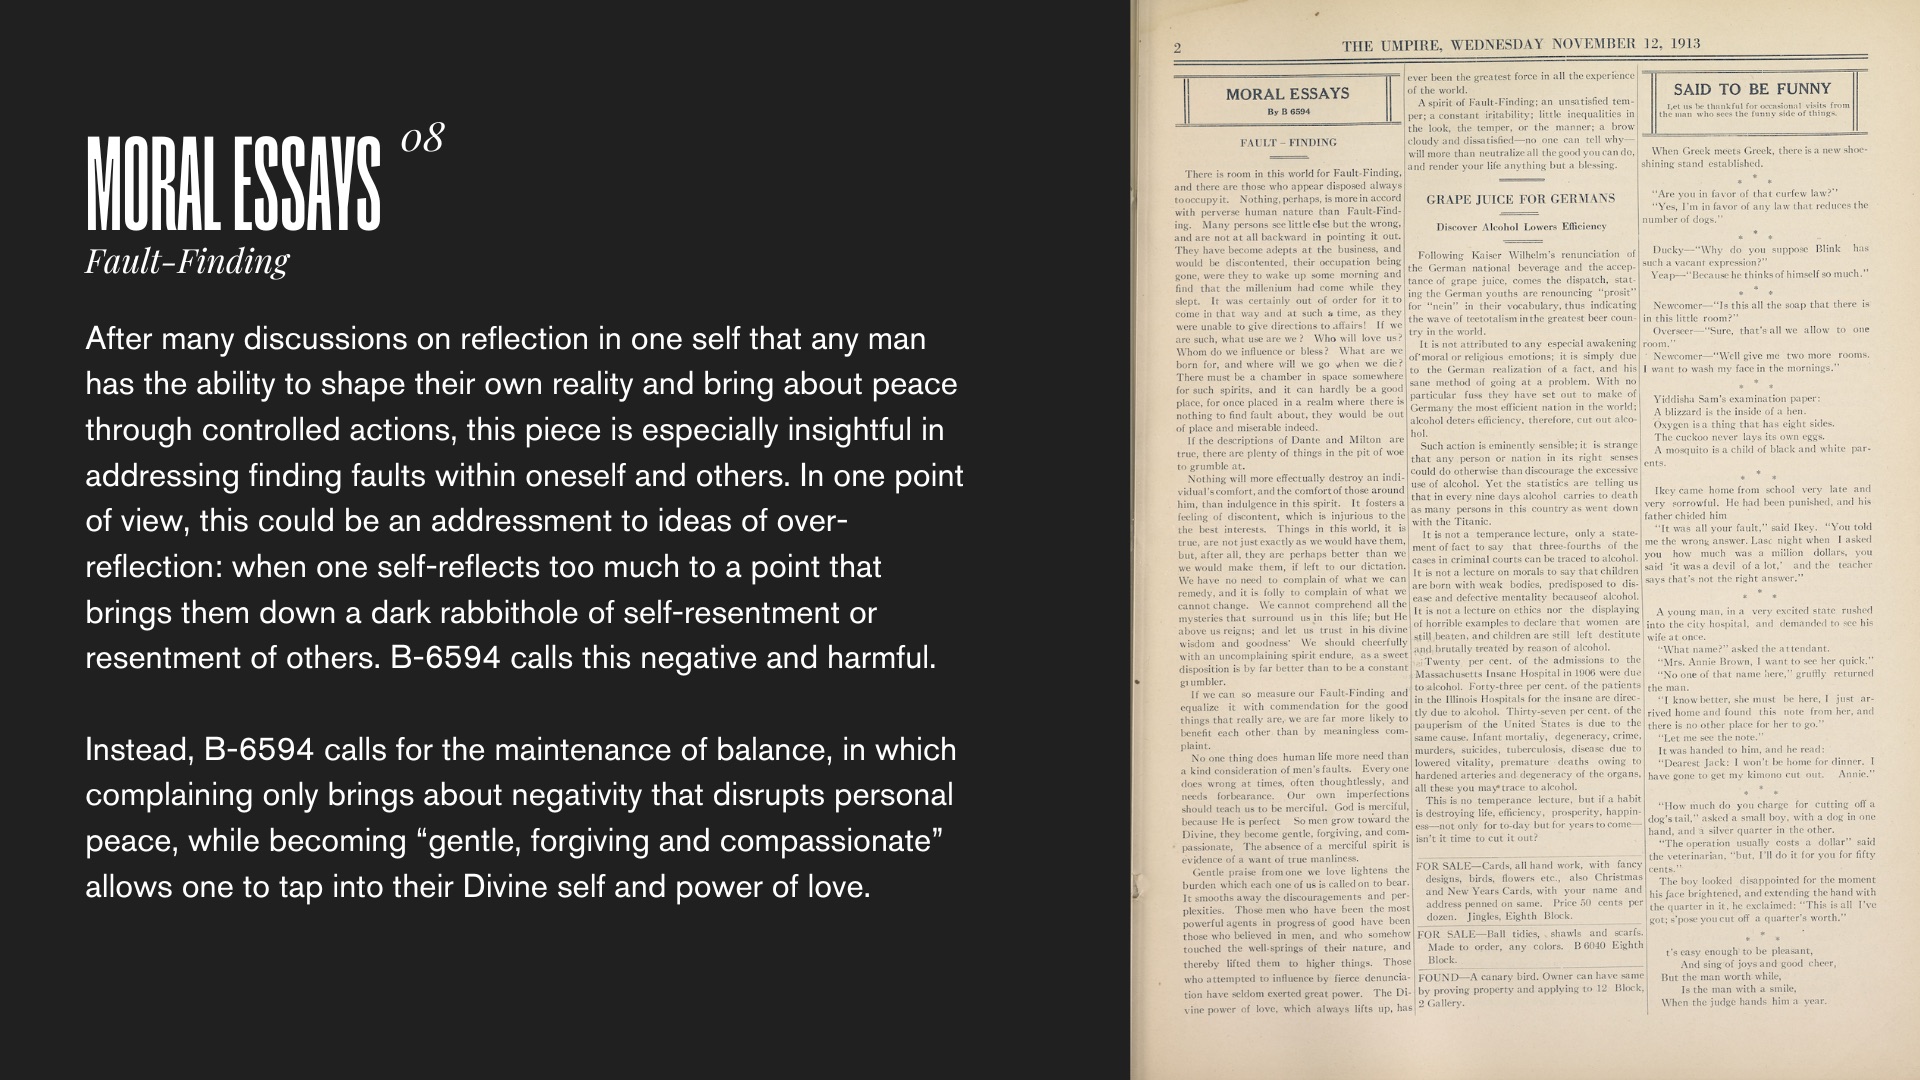 MORAL ESSAYS 08
Fault-Finding
After many discussions on reflection in one self that any man
has the ability to shape their own reality and bring about peace
through controlled actions, this piece is especially insightful in
addressing finding faults within oneself and others. In one point
of view, this could be an addressment to ideas of over-
reflection: when one self-reflects too much to a point that
brings them down a dark rabbithole of self-resentment or
resentment of others. B-6594 calls this negative and harmful.
Instead, B-6594 calls for the maintenance of balance, in which
complaining only brings about negativity that disrupts personal
peace, while becoming “gentle, forgiving and compassionate”
allows one to tap into their Divine self and power of love.
2
THE UMPIRE, WEDNESDAY NOVEMBER 12, 1913
MORAL ESSAYS
By B 6594
FAULT – FINDING
There is room in this world for Fault-Finding,
and there are those who appear disposed always
to occupy it. Nothing, perhaps, is more in accord
with perverse human nature than Fault-Find-
ing. Many persons see little else but the wrong,
and are not at all backward in pointing it out.
They have become adepts at the business, and
would be discontented, their occupation being
gone, were they to wake up some morning and
find that the millenium had come while they
slept. It was certainly out of order for it to
come in that way and at such a time, as they
were unable to give directions to affairs! If we
are such, what use are we? Who will love us?
Whom do we influence or bless? What are we
born for, and where will we go when we die?
There must be a chamber in space somewhere
for such spirits, and it can hardly be a good
place, for once placed in a realm where there is
nothing to find fault about, they would be out
of place and miserable indeed.
If the descriptions of Dante and Milton are
true, there are plenty of things in the pit of woe
to grumble at.
Nothing will more effectually destroy an indi-
vidual's comfort, and the comfort of those around
him, than indulgence in this spirit. It fosters a
feeling of discontent, which is injurious to the
the best interests. Things in this world, it is
true, are not just exactly as we would have them,
but, after all, they are perhaps better than we
we would make them, if left to our dictation.
We have no need to complain of what we can
remedy, and it is folly to complain of what we
cannot change. We cannot comprehend all the
mysteries that surround us in this life; but He
above us reigns; and let us trust in his divine
wisdom and goodness' We should cheerfully
with an uncomplaining spirit endure, as a sweet
disposition is by far better than to be a constant
grumbler.
If we can so measure our Fault-Finding and
equalize it with commendation for the good
things that really are, we are far more likely to
benefit each other than by meaningless com-
plaint.
No one thing does human life more need than
a kind consideration of men's faults. Every one
does wrong at times, often thoughtlessly, and
needs forbearance. Our own imperfections
should teach us to be merciful. God is merciful,
because He is perfect So men grow toward the
Divine, they become gentle, forgiving, and com-
passionate, The absence of a merciful spirit is
evidence of a want of true manliness.
Gentle praise from one we love lightens the
burden which each one of us is called on to bear.
It smooths away the discouragements and per-
plexities. Those men who have been the most
powerful agents in progress of good have been
those who believed in men, and who somehow
touched the well-springs of their nature, and
thereby lifted them to higher things. Those
who attempted to influence by fierce denuncia-
tion have seldom exerted great power. The Di-
vine power of love, which always lifts up, has
ever been the greatest force in all the experience
of the world.
A spirit of Fault-Finding; an unsatisfied tem-
per; a constant iritability; little inequalities in
the look, the temper, or the manner; a brow
cloudy and dissatisfied—no one can tell why—
will more than neutralize all the good you can do,
and render your life anything but a blessing.
GRAPE JUICE FOR GERMANS
Discover Alcohol Lowers Efficiency
Following Kaiser Wilhelm's renunciation of
the German national beverage and the accep-
tance of grape juice, comes the dispatch, stat-
ing the German youths are renouncing "prosit"
for "nein" in their vocabulary, thus indicating
the wave of teetotalism in the greatest beer coun-
try in the world.
It is not attributed to any especial awakening
of moral or religious emotions; it is simply due
to the German realization of a fact, and his
sane method of going at a problem. With no
particular fuss they have set out to make of
Germany the most efficient nation in the world;
alcohol deters efficiency, therefore, cut out alco-
hol.
Such action is eminently sensible; it is strange
that any person or nation in its right senses
could do otherwise than discourage the excessive
use of alcohol. Yet the statistics are telling us
that in every nine days alcohol carries to death
as many persons in this country as went down
with the Titanic.
It is not a temperance lecture, only a state-
ment of fact to say that three-fourths of the
cases in criminal courts can be traced to alcohol.
It is not a lecture on morals to say that children
are born with weak bodies, predisposed to dis-
ease and defective mentality becauseof alcohol.
It is not a lecture on ethics nor the displaying
of horrible examples to declare that women are
still beaten, and children are still left destitute
and brutally treated by reason of alcohol.
Twenty per cent. of the admissions to the
Massachusetts Insane Hospital in 1906 were due
to alcohol. Forty-three per cent. of the patients
in the Illinois Hospitals for the insane are direc-
tly due to alcohol. Thirty-seven per cent. of the
pauperism of the United States is due to the
same cause. Infant mortaliy, degeneracy, crime,
murders, suicides, tuberculosis, disease due to
lowered vitality, premature deaths owing to
hardened arteries and degeneracy of the organs,
all these you may trace to alcohol.
This is no temperance lecture, but if a habit
is destroying life, efficiency, prosperity, happin-
ess—not only for to-day but for years to come—
isn't it time to cut it out?
FOR SALE—Cards, all hand work, with fancy
designs, birds, flowers etc., also Christmas
and New Years Cards, with your name and
address penned on same. Price 50 cents per
dozen. Jingles, Eighth Block.
FOR SALE—Ball tidies, shawls and scarfs.
Made to order, any colors. B 6040 Eighth
Block.
FOUND—A canary bird. Owner can have same
by proving property and applying to 12 Block,
2 Gallery.
SAID TO BE FUNNY
Let us be thankful for occasional visits from
the man who sees the funny side of things.
When Greek meets Greek, there is a new shoe-
shining stand established.
* * *
"Are you in favor of that curfew law?"
"Yes, I'm in favor of any law that reduces the
number of dogs."
* * *
Ducky—"Why do you suppose Blink has
such a vacant expression?"
Yeap—"Because he thinks of himself so much."
* * *
Newcomer—"Is this all the soap that there is
in this little room?"
Overseer—"Sure, that's all we allow to one
room."
Newcomer—"Well give me two more rooms.
I want to wash my face in the mornings."
* * *
Yiddisha Sam's examination paper:
A blizzard is the inside of a hen.
Oxygen is a thing that has eight sides.
The cuckoo never lays its own eggs.
A mosquito is a child of black and white par-
ents.
* * *
Ikey came home from school very late and
very sorrowful. He had been punished, and his
father chided him
"It was all your fault," said Ikey. "You told
me the wrong answer. Last night when I asked
you how much was a million dollars, you
said 'it was a devil of a lot,' and the teacher
says that's not the right answer."
* * *
A young man, in a very excited state rushed
into the city hospital, and demanded to see his
wife at once.
"What name?" asked the attendant.
"Mrs. Annie Brown, I want to see her quick."
"No one of that name here," gruffly returned
the man.
"I know better, she must be here, I just ar-
rived home and found this note from her, and
there is no other place for her to go."
"Let me see the note."
It was handed to him, and he read:
"Dearest Jack: I won't be home for dinner, I
have gone to get my kimono cut out. Annie."
* * *
"How much do you charge for cutting off a
dog's tail," asked a small boy, with a dog in one
hand, and a silver quarter in the other.
"The operation usually costs a dollar" said
the veterinarian, "but, I'll do it for you for fifty
cents."
The boy looked disappointed for the moment
his face brightened, and extending the hand with
the quarter in it, he exclaimed: "This is all I've
got; s'pose you cut off a quarter's worth."
* * *
t's easy enough to be pleasant,
And sing of joys and good cheer,
But the man worth while,
Is the man with a smile,
When the judge hands him a year.